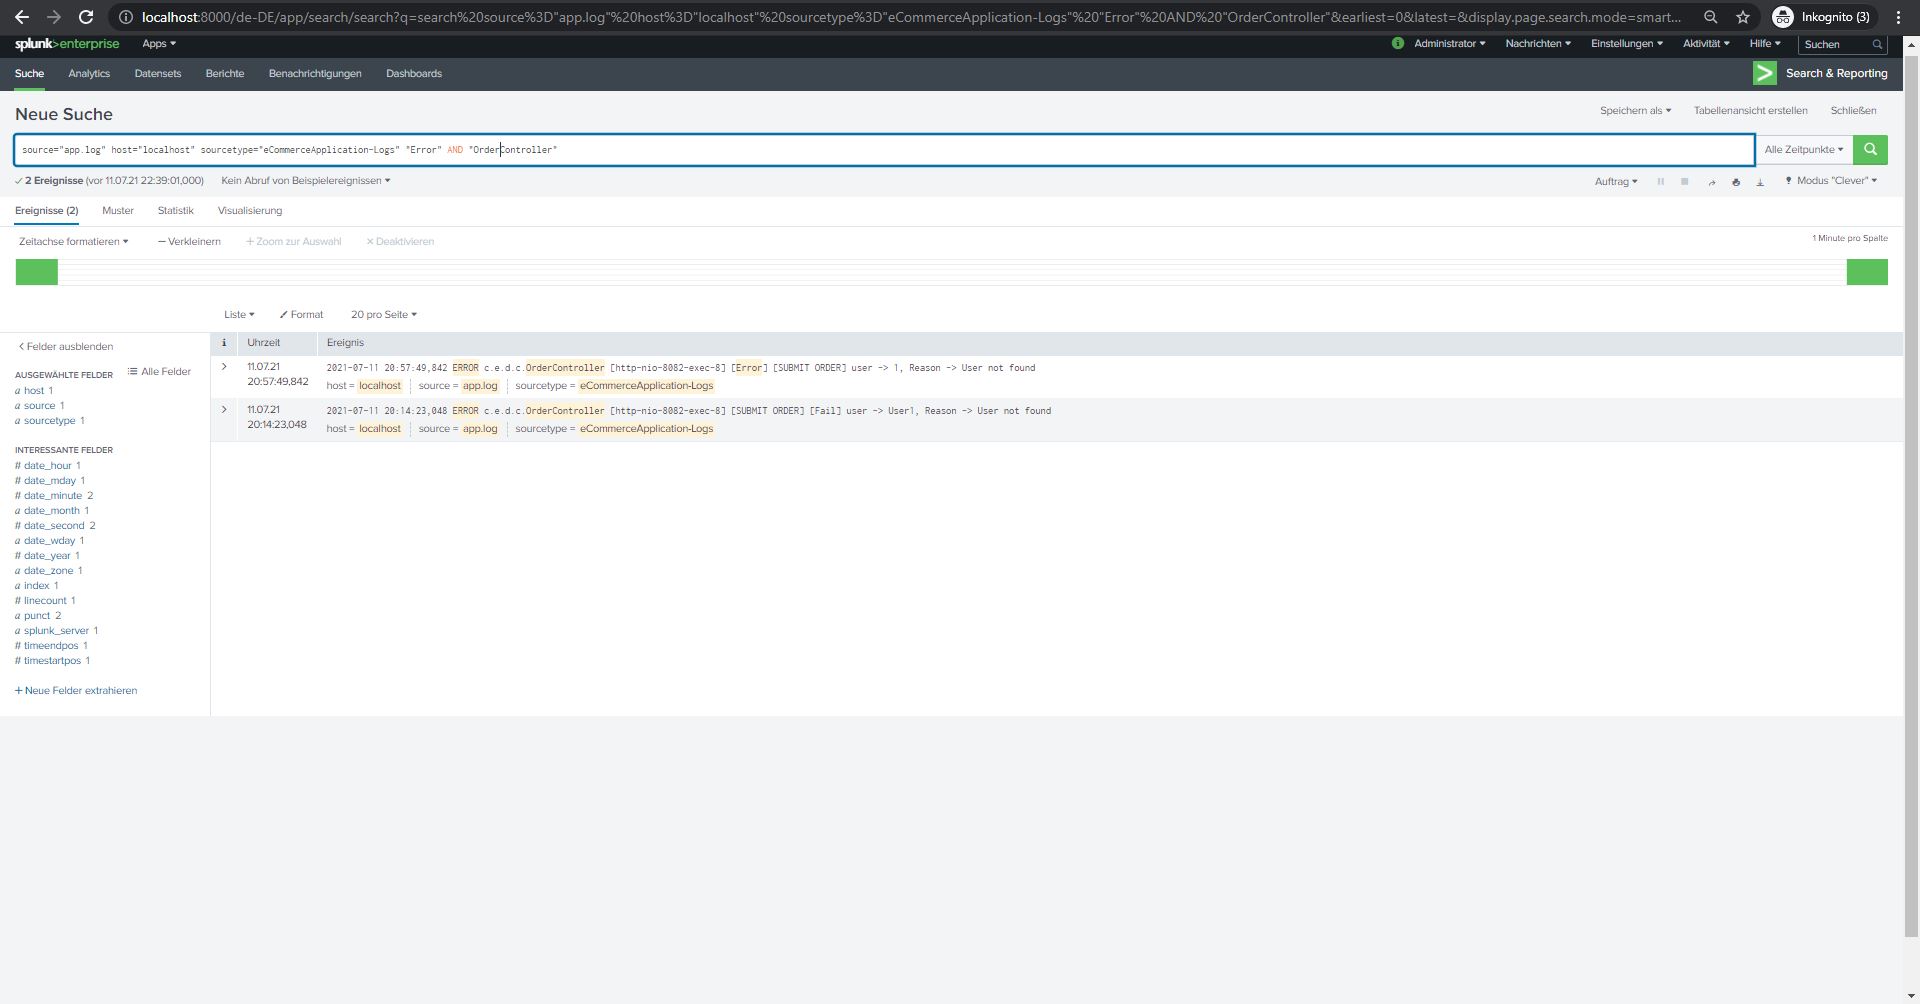 localhost:8000/de-DE/app/search/search?q=search%20source%3D"app.log"%20host%3D"localhost"%20sourcetype%3D"eCommerceApplication-Logs"%20"Error"%20AND%20"OrderController"&earliest=0&latest=&display.page.search.mode=smart... Inkognito (3)
splunk>enterprise Apps Administrator Nachrichten Einstellungen Aktivität Hilfe Suchen
Suche Analytics Datensets Berichte Benachrichtigungen Dashboards Search & Reporting
Neue Suche Speichern als Tabellenansicht erstellen Schließen
source="app.log" host="localhost" sourcetype="eCommerceApplication-Logs" "Error" AND "OrderController" Alle Zeitpunkte
2 Ereignisse (vor 11.07.21 22:39:01,000) Kein Abruf von Beispielereignissen Auftrag Modus "Clever"
Ereignisse (2) Muster Statistik Visualisierung
Zeitachse formatieren — Verkleinern + Zoom zur Auswahl × Deaktivieren 1 Minute pro Spalte
Liste Format 20 pro Seite
< Felder ausblenden i Uhrzeit Ereignis
AUSGEWÄHLTE FELDER Alle Felder
a host 1
a source 1
a sourcetype 1
> 11.07.21 20:57:49,842 2021-07-11 20:57:49,842 ERROR c.e.d.c.OrderController [http-nio-8082-exec-8] [Error] [SUBMIT ORDER] user -> 1, Reason -> User not found
host = localhost source = app.log sourcetype = eCommerceApplication-Logs
> 11.07.21 20:14:23,048 2021-07-11 20:14:23,048 ERROR c.e.d.c.OrderController [http-nio-8082-exec-8] [SUBMIT ORDER] [Fail] user -> User1, Reason -> User not found
host = localhost source = app.log sourcetype = eCommerceApplication-Logs
INTERESSANTE FELDER
# date_hour 1
# date_mday 1
# date_minute 2
a date_month 1
# date_second 2
a date_wday 1
# date_year 1
a date_zone 1
a index 1
# linecount 1
a punct 2
a splunk_server 1
# timeendpos 1
# timestartpos 1
+ Neue Felder extrahieren